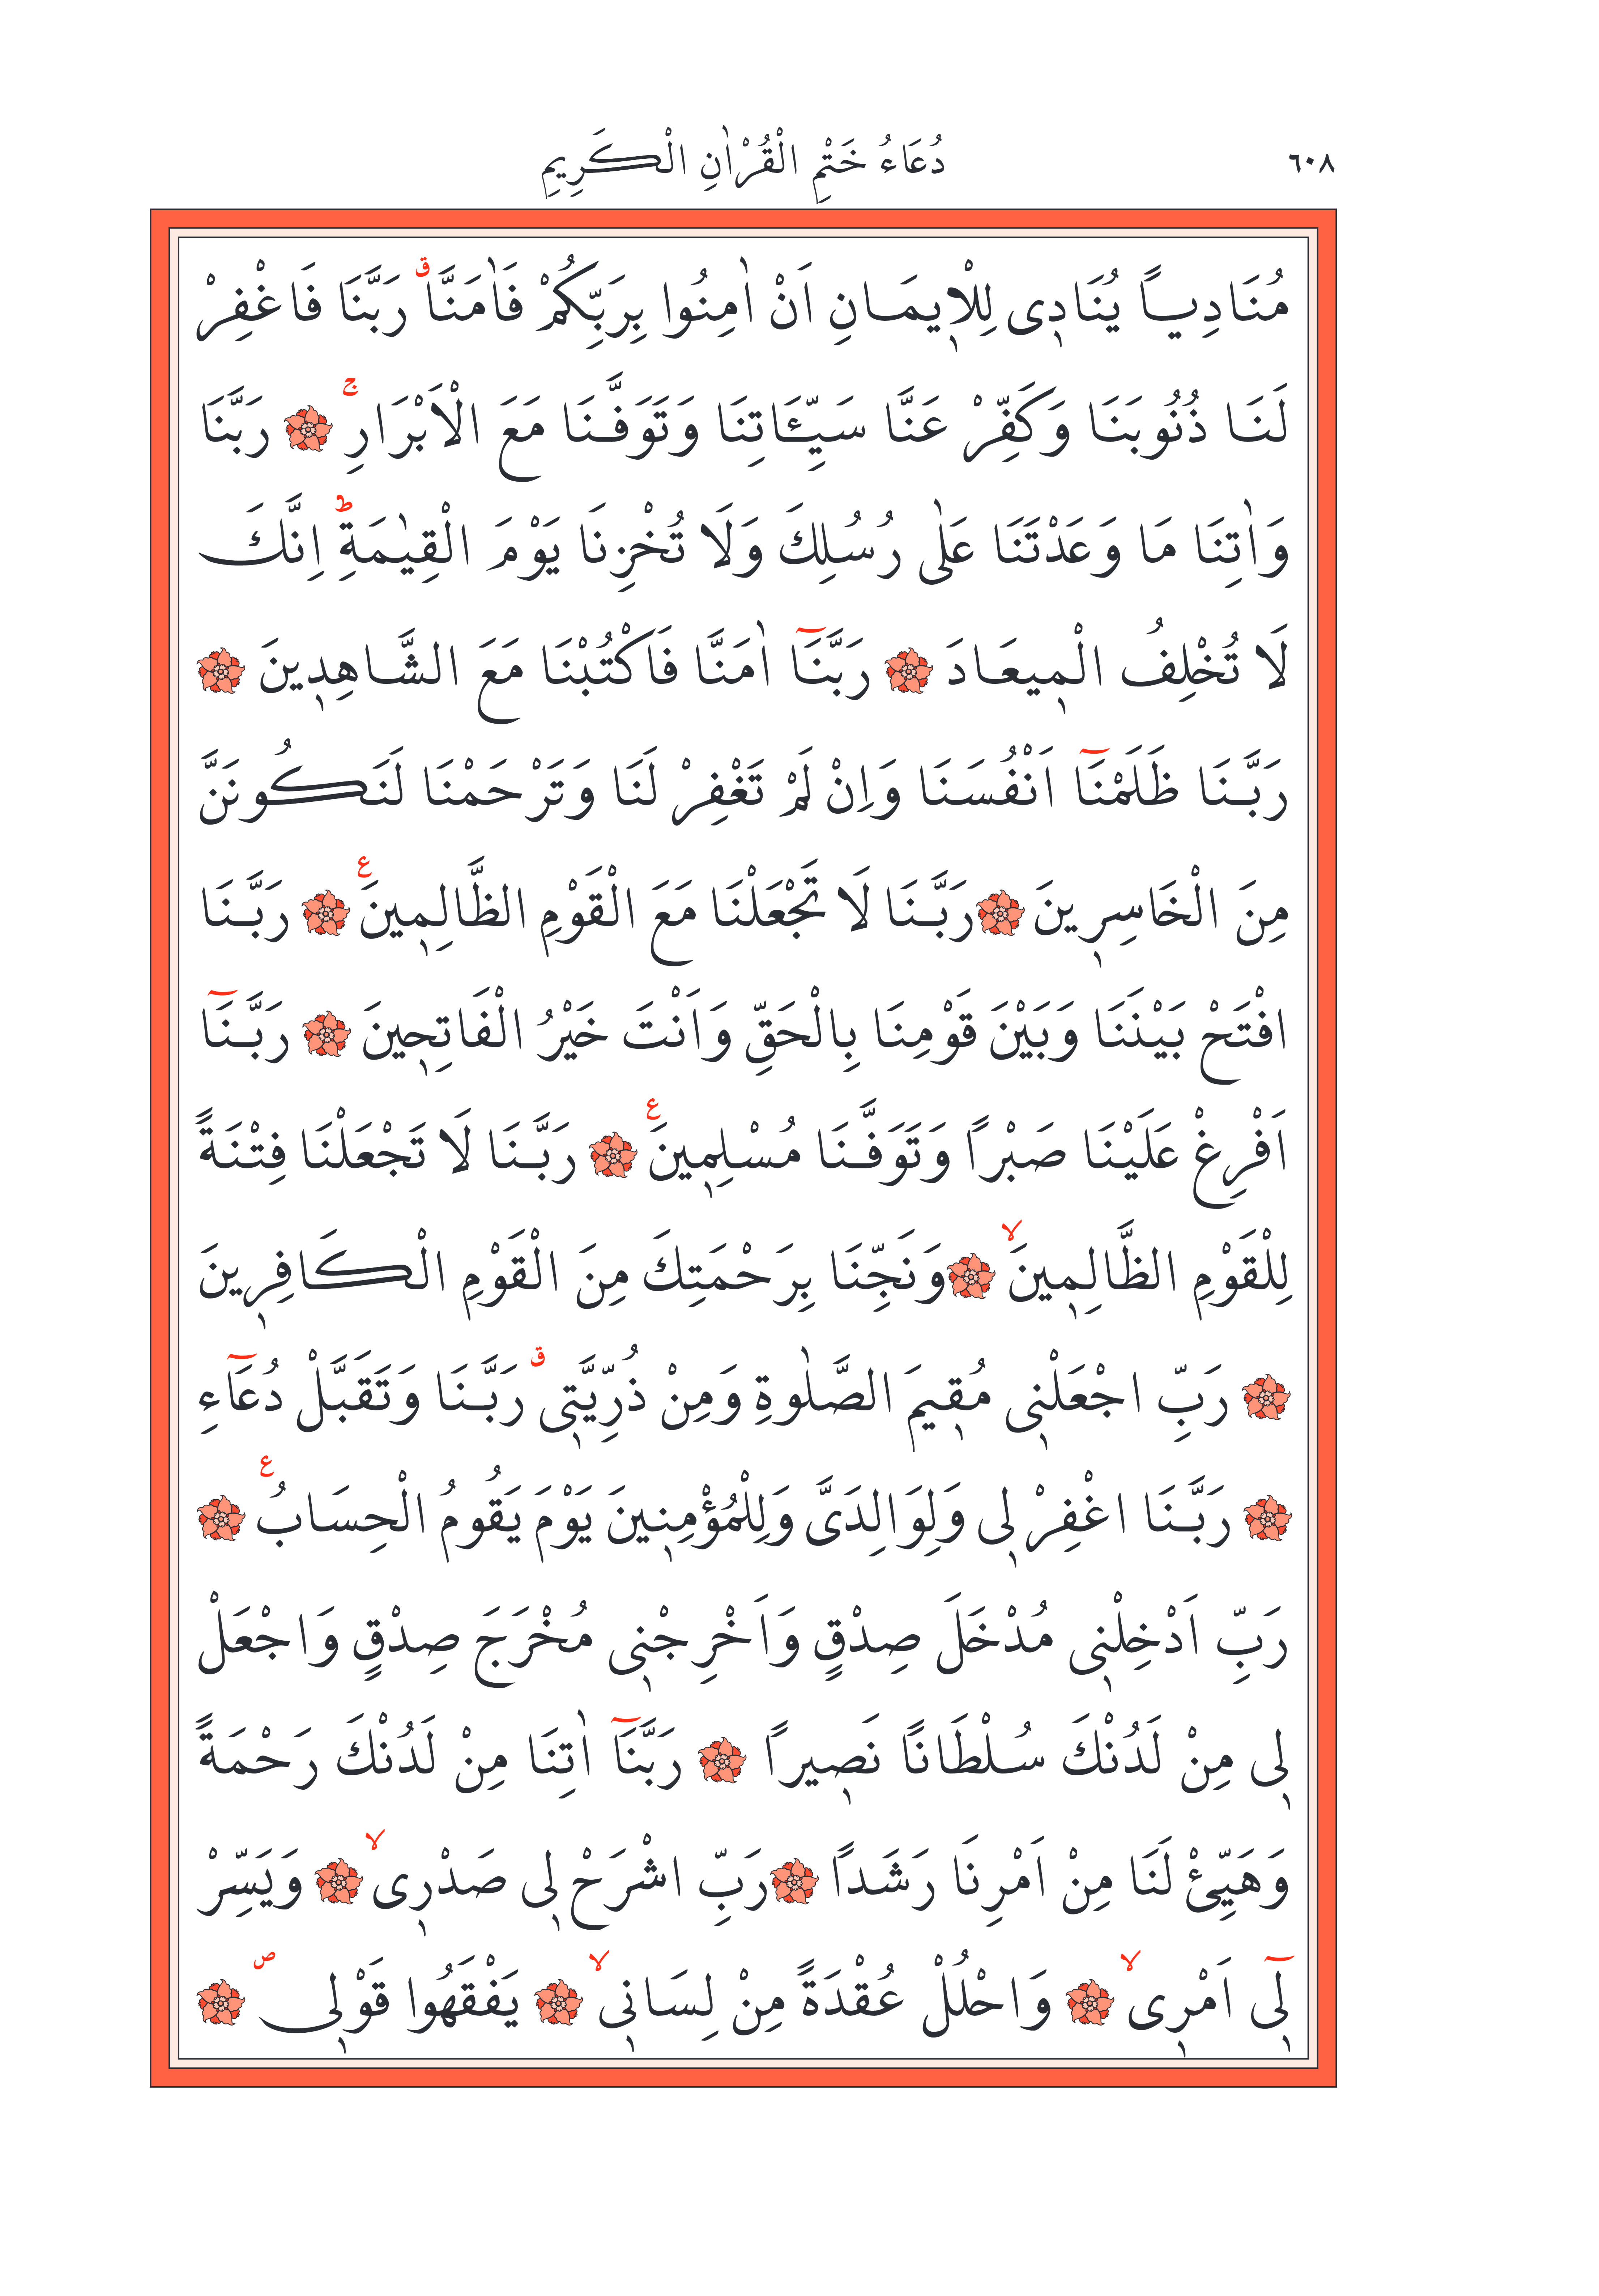 ٦٠٨ دُعَاءُ خَتْمِ الْقُرْاٰنِ الْكَرِيمِ
مُنَادِياً يُنَادٖى لِلْاٖيمَانِ اَنْ اٰمِنُوا بِرَبِّكُمْ فَاٰمَنَّاۗ رَبَّنَا فَاغْفِرْ
لَنَا ذُنُوبَنَا وَكَفِّرْ عَنَّا سَيِّـَٔاتِنَا وَتَوَفَّنَا مَعَ الْاَبْرَارِۚ ۝ رَبَّنَا
وَاٰتِنَا مَا وَعَدْتَنَا عَلٰى رُسُلِكَ وَلَا تُخْزِنَا يَوْمَ الْقِيٰمَةِؕ اِنَّكَ
لَا تُخْلِفُ الْمٖيعَادَ ۝ رَبَّنَٓا اٰمَنَّا فَاَكْتُبْنَا مَعَ الشَّاهِدٖينَ ۝
رَبَّنَا ظَلَمْنَٓا اَنْفُسَنَا وَاِنْ لَمْ تَغْفِرْ لَنَا وَتَرْحَمْنَا لَنَكُونَنَّ
مِنَ الْخَاسِرٖينَ ۝ رَبَّنَا لَا تَجْعَلْنَا مَعَ الْقَوْمِ الظَّالِمٖينَࣖ ۝ رَبَّنَا
افْتَحْ بَيْنَنَا وَبَيْنَ قَوْمِنَا بِالْحَقِّ وَاَنْتَ خَيْرُ الْفَاتِحٖينَ ۝ رَبَّنَٓا
اَفْرِغْ عَلَيْنَا صَبْراً وَتَوَفَّنَا مُسْلِمٖينَࣖ ۝ رَبَّنَا لَا تَجْعَلْنَا فِتْنَةً
لِلْقَوْمِ الظَّالِمٖينَۙ ۝ وَنَجِّنَا بِرَحْمَتِكَ مِنَ الْقَوْمِ الْكَافِرٖينَ
۝ رَبِّ اجْعَلْنٖى مُقٖيمَ الصَّلٰوةِ وَمِنْ ذُرِّيَّتٖىۗ رَبَّنَا وَتَقَبَّلْ دُعَٓاءِ
۝ رَبَّنَا اغْفِرْ لٖى وَلِوَالِدَىَّ وَلِلْمُؤْمِنٖينَ يَوْمَ يَقُومُ الْحِسَابُࣖ ۝
رَبِّ اَدْخِلْنٖى مُدْخَلَ صِدْقٍ وَاَخْرِجْنٖى مُخْرَجَ صِدْقٍ وَاجْعَلْ
لٖى مِنْ لَدُنْكَ سُلْطَانًا نَصٖيرًا ۝ رَبَّنَٓا اٰتِنَا مِنْ لَدُنْكَ رَحْمَةً
وَهَيِّئْ لَنَا مِنْ اَمْرِنَا رَشَداً ۝ رَبِّ اشْرَحْ لٖى صَدْرٖىۙ ۝ وَيَسِّرْ
لٖٓى اَمْرٖىۙ ۝ وَاحْلُلْ عُقْدَةً مِنْ لِسَانٖىۙ ۝ يَفْقَهُوا قَوْلٖىࣕ ۝